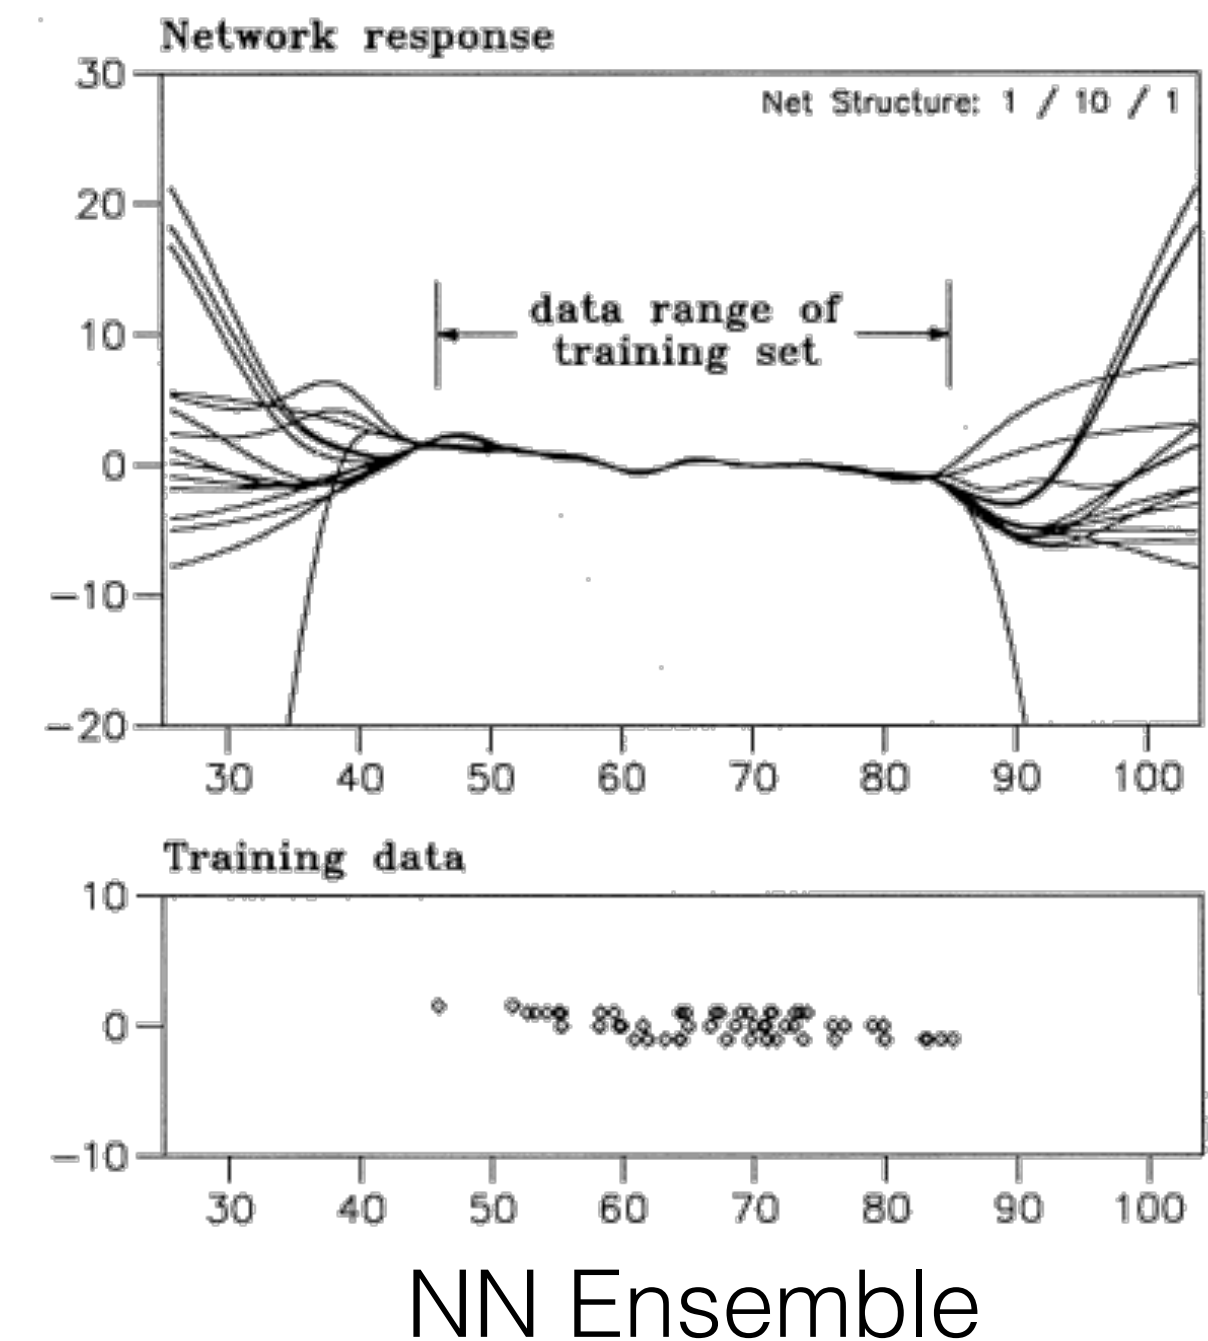 Network response
30
Net Structure: 1 / 10 / 1
20
10
data range of
training set
0
−10
−20
30 40 50 60 70 80 90 100
Training data
10
0
−10
30 40 50 60 70 80 90 100
NN Ensemble